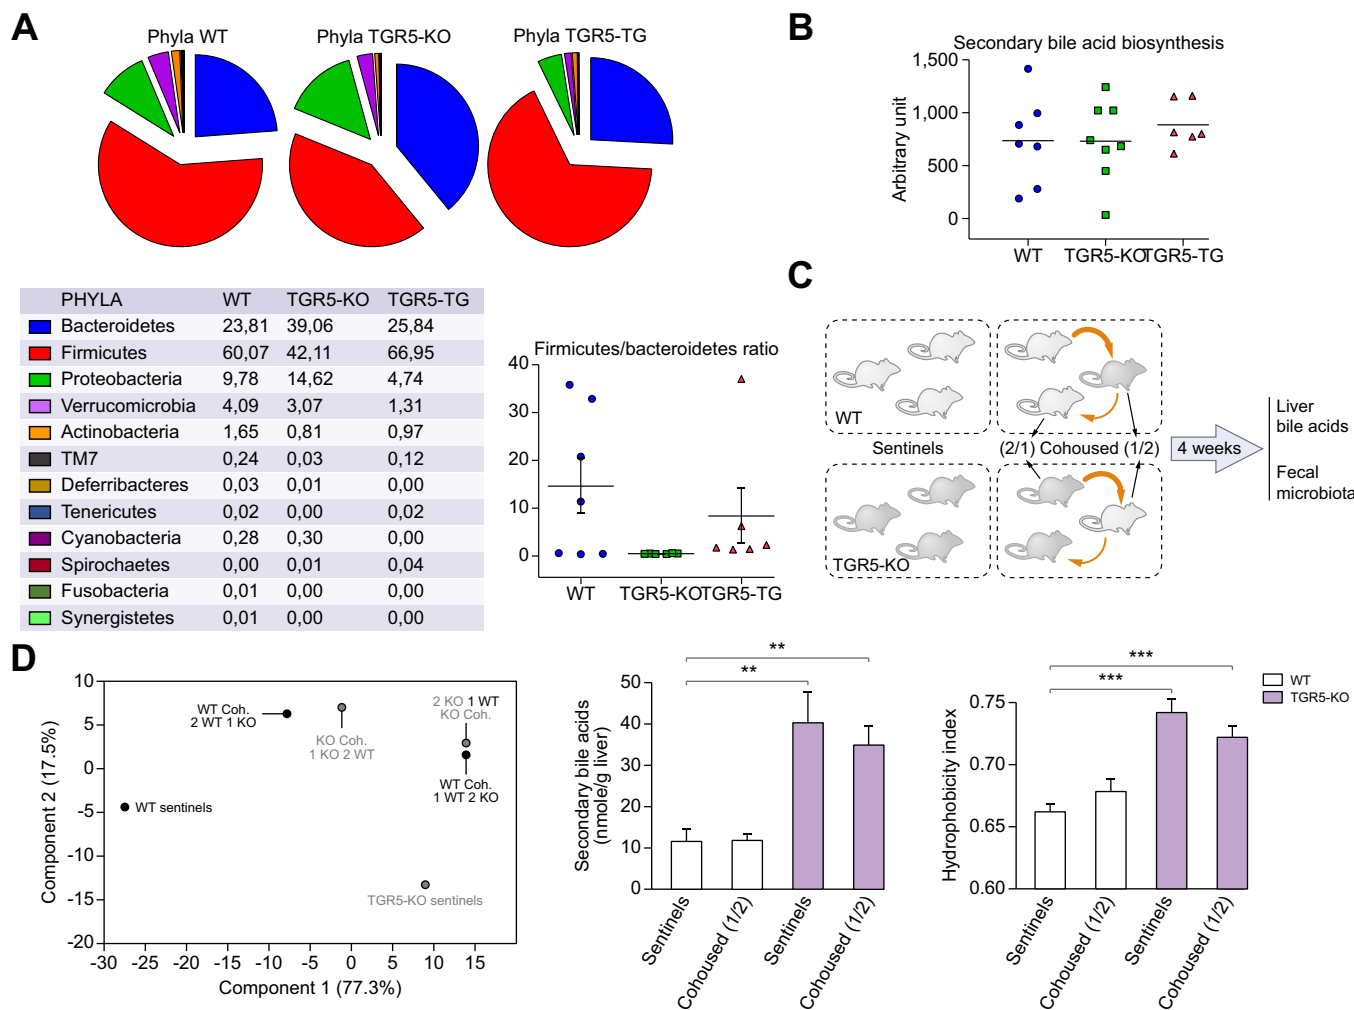 A
Phyla WT
Phyla TGR5-KO
Phyla TGR5-TG
PHYLA WT TGR5-KO TGR5-TG
Bacteroidetes 23,81 39,06 25,84
Firmicutes 60,07 42,11 66,95
Proteobacteria 9,78 14,62 4,74
Verrucomicrobia 4,09 3,07 1,31
Actinobacteria 1,65 0,81 0,97
TM7 0,24 0,03 0,12
Deferribacteres 0,03 0,01 0,00
Tenericutes 0,02 0,00 0,02
Cyanobacteria 0,28 0,30 0,00
Spirochaetes 0,00 0,01 0,04
Fusobacteria 0,01 0,00 0,00
Synergistetes 0,01 0,00 0,00
Firmicutes/bacteroidetes ratio
40
30
20
10
0
WT TGR5-KO TGR5-TG
B
Secondary bile acid biosynthesis
Arbitrary unit
1,500
1,000
500
0
WT TGR5-KO TGR5-TG
C
WT
Sentinels
(2/1) Cohoused (1/2)
TGR5-KO
4 weeks
Liver
bile acids
Fecal
microbiota
D
Component 2 (17.5%)
10
5
0
-5
-10
-15
-20
-30 -25 -20 -15 -10 -5 0 5 10 15
Component 1 (77.3%)
WT Coh.
2 WT 1 KO
KO Coh.
1 KO 2 WT
2 KO 1 WT
KO Coh.
WT Coh.
1 WT 2 KO
WT sentinels
TGR5-KO sentinels
Secondary bile acids
(nmole/g liver)
50
40
30
20
10
0
**
**
Sentinels
Cohoused (1/2)
Sentinels
Cohoused (1/2)
Hydrophobicity index
0.75
0.70
0.65
0.60
***
***
Sentinels
Cohoused (1/2)
Sentinels
Cohoused (1/2)
WT
TGR5-KO